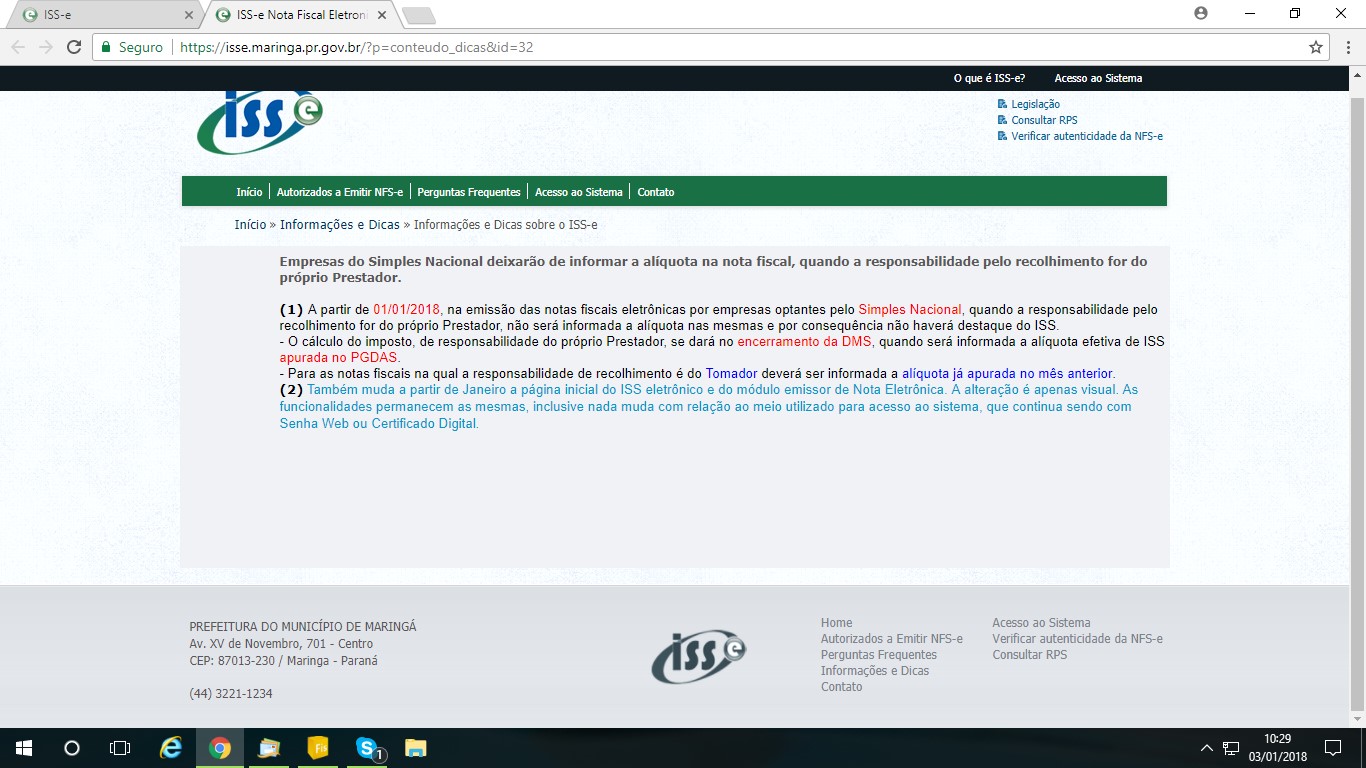 ISS-e
ISS-e Nota Fiscal Eletron
Seguro
https://isse.maringa.pr.gov.br/?p=conteudo_dicas&id=32
O que é ISS-e?
Acesso ao Sistema
iss e
Legislação
Consultar RPS
Verificar autenticidade da NFS-e
Início
Autorizados a Emitir NFS-e
Perguntas Frequentes
Acesso ao Sistema
Contato
Início » Informações e Dicas » Informações e Dicas sobre o ISS-e
Empresas do Simples Nacional deixarão de informar a alíquota na nota fiscal, quando a responsabilidade pelo recolhimento for do
próprio Prestador.
(1) A partir de 01/01/2018, na emissão das notas fiscais eletrônicas por empresas optantes pelo Simples Nacional, quando a responsabilidade pelo
recolhimento for do próprio Prestador, não será informada a alíquota nas mesmas e por consequência não haverá destaque do ISS.
- O cálculo do imposto, de responsabilidade do próprio Prestador, se dará no encerramento da DMS, quando será informada a alíquota efetiva de ISS
apurada no PGDAS.
- Para as notas fiscais na qual a responsabilidade de recolhimento é do Tomador deverá ser informada a alíquota já apurada no mês anterior.
(2) Também muda a partir de Janeiro a página inicial do ISS eletrônico e do módulo emissor de Nota Eletrônica. A alteração é apenas visual. As
funcionalidades permanecem as mesmas, inclusive nada muda com relação ao meio utilizado para acesso ao sistema, que continua sendo com
Senha Web ou Certificado Digital.
PREFEITURA DO MUNICÍPIO DE MARINGÁ
Av. XV de Novembro, 701 - Centro
CEP: 87013-230 / Maringa - Paraná
(44) 3221-1234
iss e
Home
Autorizados a Emitir NFS-e
Perguntas Frequentes
Informações e Dicas
Contato
Acesso ao Sistema
Verificar autenticidade da NFS-e
Consultar RPS
Fis
1
10:29
03/01/2018